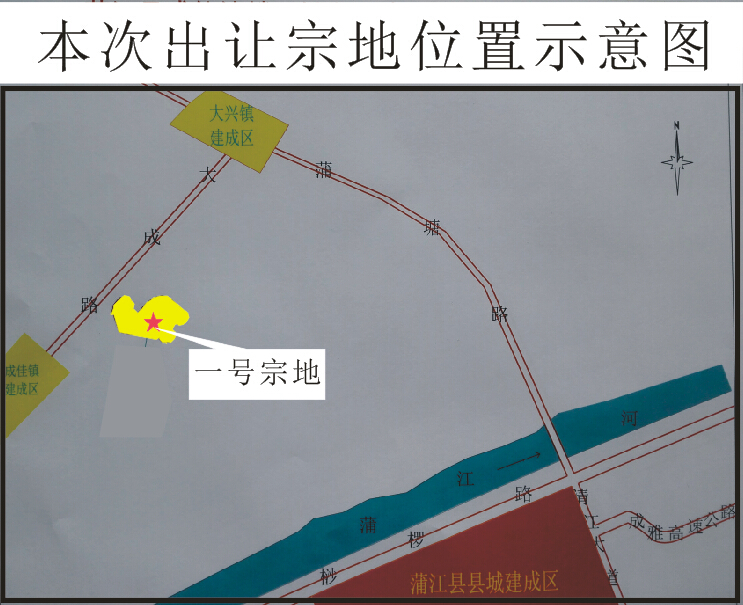 本次出让宗地位置示意图
大兴镇
建成区
N
大成路
蒲塘路
成佳镇
建成区
一号宗地
蒲江河
桫椤路
清江大道
成雅高速公路
蒲江县县城建成区